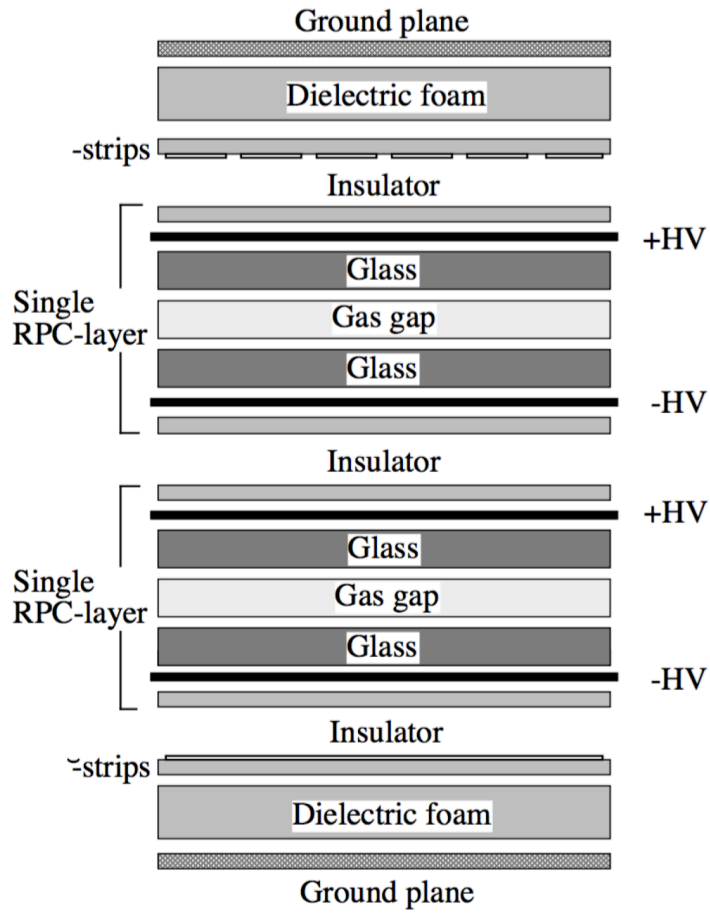 Ground plane
Dielectric foam
-strips
Insulator
+HV
Glass
Single
RPC-layer
Gas gap
Glass
-HV
Insulator
+HV
Glass
Single
RPC-layer
Gas gap
Glass
-HV
Insulator
-strips
Dielectric foam
Ground plane